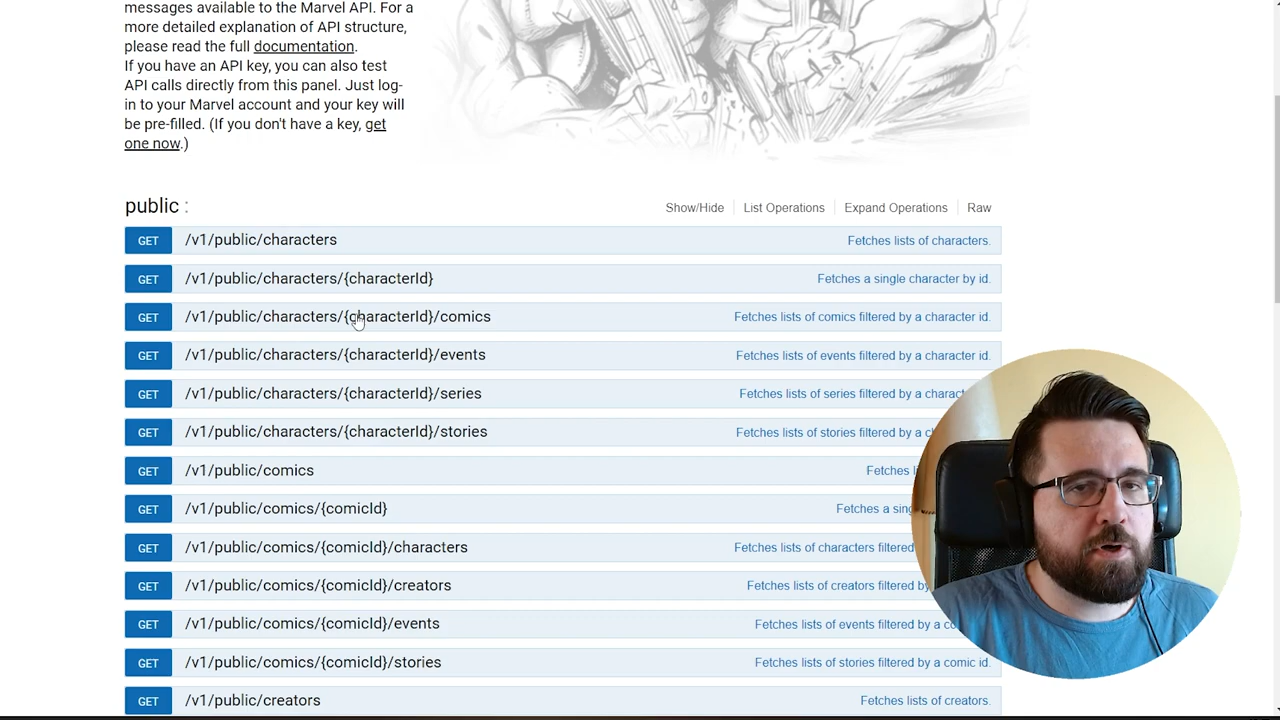 messages available to the Marvel API. For a
more detailed explanation of API structure,
please read the full documentation.
If you have an API key, you can also test
API calls directly from this panel. Just log-
in to your Marvel account and your key will
be pre-filled. (If you don't have a key, get
one now.)
public :
Show/Hide List Operations Expand Operations Raw
GET /v1/public/characters Fetches lists of characters.
GET /v1/public/characters/{characterId} Fetches a single character by id.
GET /v1/public/characters/{characterId}/comics Fetches lists of comics filtered by a character id.
GET /v1/public/characters/{characterId}/events Fetches lists of events filtered by a character id.
GET /v1/public/characters/{characterId}/series Fetches lists of series filtered by a
GET /v1/public/characters/{characterId}/stories Fetches lists of stories filtered by a
GET /v1/public/comics Fetches
GET /v1/public/comics/{comicId} Fetches a
GET /v1/public/comics/{comicId}/characters Fetches lists of characters filtered
GET /v1/public/comics/{comicId}/creators Fetches lists of creators filtered by
GET /v1/public/comics/{comicId}/events Fetches lists of events filtered by a
GET /v1/public/comics/{comicId}/stories Fetches lists of stories filtered by a comic id.
GET /v1/public/creators Fetches lists of creators.